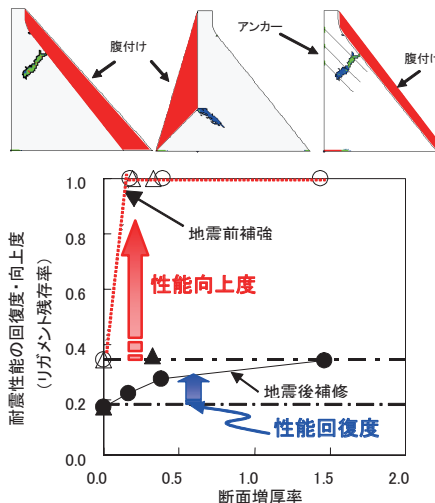 腹付け
アンカー
腹付け
耐震性能の回復度・向上度
(リガメント残存率)
1.0
0.8
0.6
0.4
0.2
0.0
地震前補強
性能向上度
地震後補修
性能回復度
0.0
0.5
1.0
1.5
2.0
断面増厚率